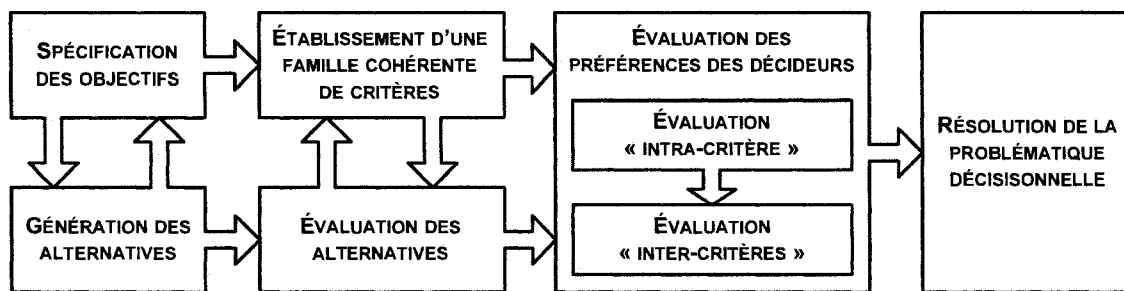 SPÉCIFICATION
DES OBJECTIFS
ÉTABLISSEMENT D'UNE
FAMILLE COHÉRENTE
DE CRITÈRES
ÉVALUATION DES
PRÉFÉRENCES DES DÉCIDEURS
ÉVALUATION
« INTRA-CRITÈRE »
RÉSOLUTION DE LA
PROBLÉMATIQUE
DÉCISISONNELLE
GÉNÉRATION DES
ALTERNATIVES
ÉVALUATION DES
ALTERNATIVES
ÉVALUATION
« INTER-CRITÈRES »